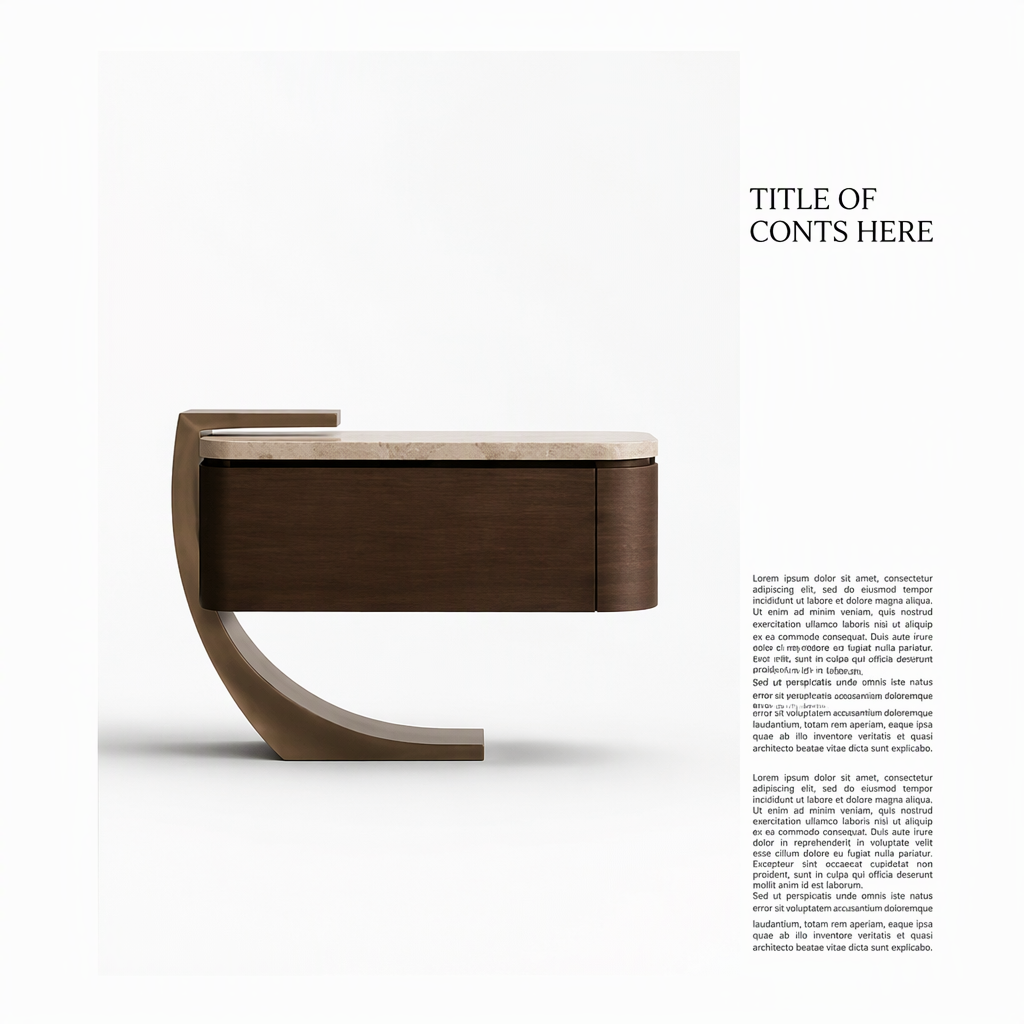 TITLE OF
CONTS HERE
Lorem ipsum dolor sit amet, consectetur
adipiscing elit, sed do eiusmod tempor
incididunt ut labore et dolore magna aliqua.
Ut enim ad minim veniam, quis nostrud
exercitation ullamco laboris nisi ut aliquip
ex ea commodo consequat. Duis aute irure
eu fugiat nulla pariatur.
sunt in culpa qui officia deserunt
Sed ut perspiciatis unde omnis iste natus
error sit accusantium doloremque
error sit voluptatem accusantium doloremque
laudantium, totam rem aperiam, eaque ipsa
quae ab illo inventore veritatis et quasi
architecto beatae vitae dicta sunt explicabo.
Lorem ipsum dolor sit amet, consectetur
adipiscing elit, sed do eiusmod tempor
incididunt ut labore et dolore magna aliqua.
Ut enim ad minim veniam, quis nostrud
exercitation ullamco laboris nisi ut aliquip
ex ea commodo consequat. Duis aute irure
dolor in reprehenderit in voluptate velit
esse cillum dolore eu fugiat nulla pariatur.
Excepteur sint occaecat cupidatat non
proident, sunt in culpa qui officia deserunt
mollit anim id est laborum.
Sed ut perspiciatis unde omnis iste natus
error sit voluptatem accusantium doloremque
laudantium, totam rem aperiam, eaque ipsa
quae ab illo inventore veritatis et quasi
architecto beatae vitae dicta sunt explicabo.